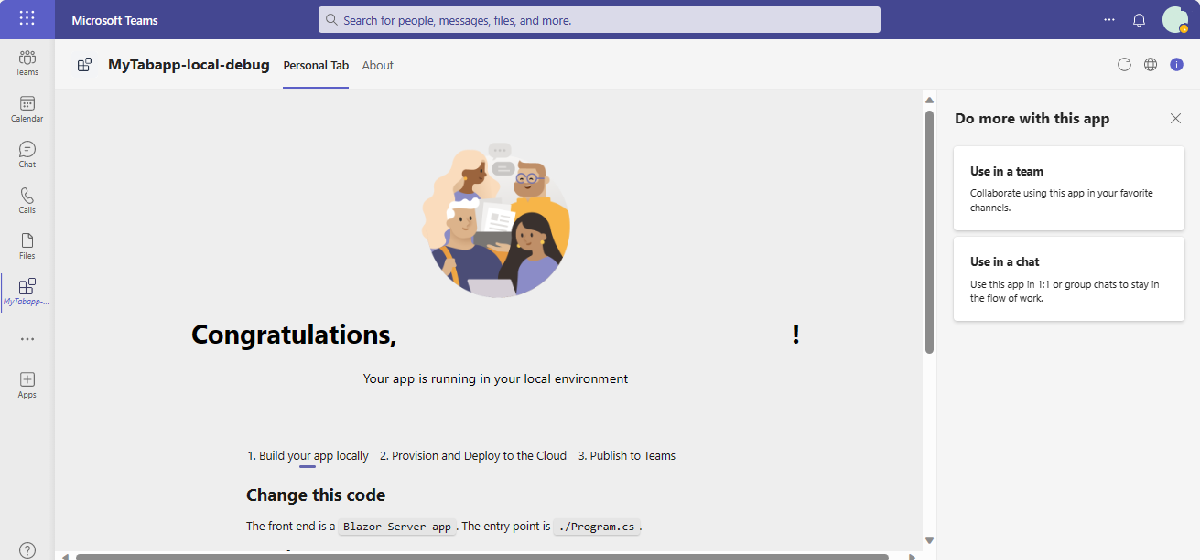 Microsoft Teams
Search for people, messages, files, and more.
Teams
Calendar
Chat
Calls
Files
MyTabapp-...
Apps
MyTabapp-local-debug
Personal Tab
About
Congratulations, !
Your app is running in your local environment
1. Build your app locally
2. Provision and Deploy to the Cloud
3. Publish to Teams
Change this code
The front end is a Blazor Server app. The entry point is ./Program.cs.
Do more with this app
Use in a team
Collaborate using this app in your favorite
channels.
Use in a chat
Use this app in 1:1 or group chats to stay in
the flow of work.